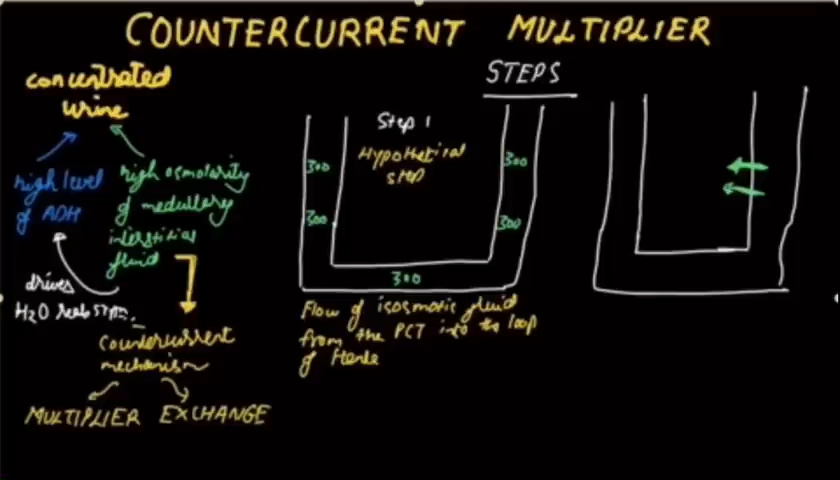 COUNTERCURRENT MULTIPLIER
STEPS
concentrated
urine
high level
of ADH
high osmolarity
of medullary
interstitial
fluid
drives
H2O
countercurrent
mechanism
MULTIPLIER EXCHANGE
Step 1
Hypothetical
step
300 300
300 300
300
Flow of isosmotic fluid
from the PCT into the loop
of Henle